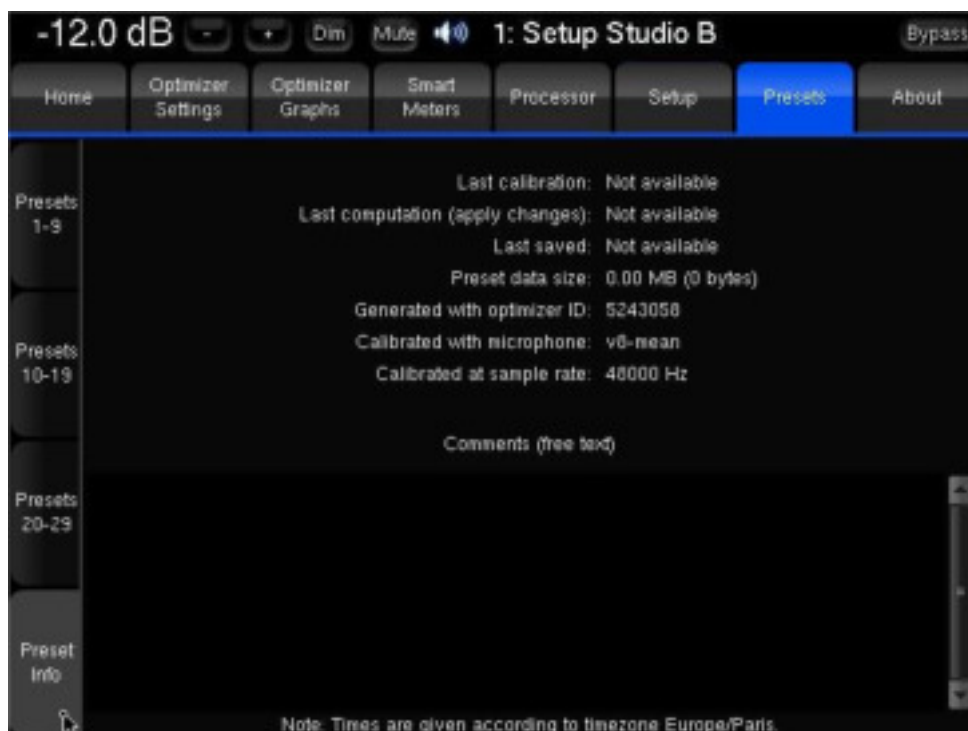 -12.0 dB - + Dim Mute 1: Setup Studio B Bypass
Home Optimizer Settings Optimizer Graphs Smart Meters Processor Setup Presets About
Presets 1-9
Presets 10-19
Presets 20-29
Preset Info
Last calibration: Not available
Last computation (apply changes): Not available
Last saved: Not available
Preset data size: 0.00 MB (0 bytes)
Generated with optimizer ID: 5243058
Calibrated with microphone: v6-mean
Calibrated at sample rate: 48000 Hz
Comments (free text)
Note: Times are given according to timezone Europe/Paris.